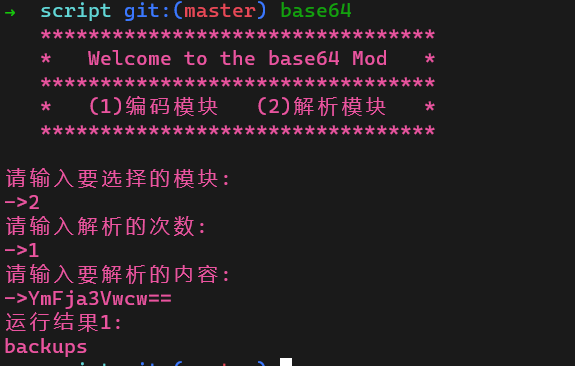 → script git:(master) base64
*********************************
* Welcome to the base64 Mod *
*********************************
* (1)编码模块 (2)解析模块 *
*********************************
请输入要选择的模块:
->2
请输入解析的次数:
->1
请输入要解析的内容:
->YmFja3Vwcw==
运行结果1:
backups